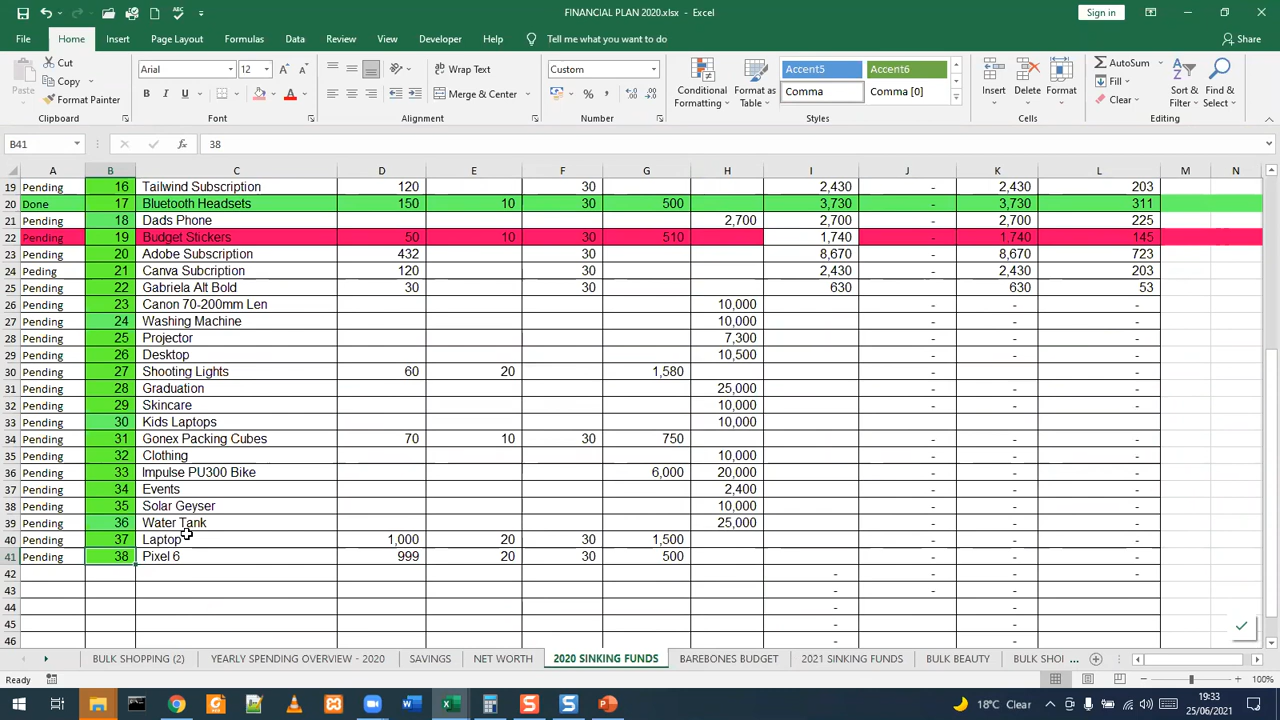 FINANCIAL PLAN 2020.xlsx - Excel
Sign in
File Home Insert Page Layout Formulas Data Review View Developer Help Tell me what you want to do Share
Paste Cut Copy Format Painter Clipboard
Arial 12 B I U Font
Wrap Text Merge & Center Alignment
Custom % Number
Conditional Formatting Format as Table Accent5 Accent6 Comma Comma [0] Styles
Insert Delete Format Cells
AutoSum Fill Clear Sort & Filter Find & Select Editing
B41 fx 38
A B C D E F G H I J K L M N
19 Pending 16 Tailwind Subscription 120 30 2,430 - 2,430 203
20 Done 17 Bluetooth Headsets 150 10 30 500 3,730 - 3,730 311
21 Pending 18 Dads Phone 2,700 2,700 - 2,700 225
22 Pending 19 Budget Stickers 50 10 30 510 1,740 - 1,740 145
23 Pending 20 Adobe Subscription 432 30 8,670 - 8,670 723
24 Peding 21 Canva Subcription 120 30 2,430 - 2,430 203
25 Pending 22 Gabriela Alt Bold 30 30 630 - 630 53
26 Pending 23 Canon 70-200mm Len 10,000 - - -
27 Pending 24 Washing Machine 10,000 - - -
28 Pending 25 Projector 7,300 - - -
29 Pending 26 Desktop 10,500 - - -
30 Pending 27 Shooting Lights 60 20 1,580
31 Pending 28 Graduation 25,000 - - -
32 Pending 29 Skincare 10,000 - - -
33 Pending 30 Kids Laptops 10,000
34 Pending 31 Gonex Packing Cubes 70 10 30 750 - - -
35 Pending 32 Clothing 10,000 - - -
36 Pending 33 Impulse PU300 Bike 6,000 20,000 - - -
37 Pending 34 Events 2,400 - - -
38 Pending 35 Solar Geyser 10,000 - - -
39 Pending 36 Water Tank 25,000 - - -
40 Pending 37 Laptop 1,000 20 30 1,500 - - -
41 Pending 38 Pixel 6 999 20 30 500 - - -
42 - - - -
43 - - -
44 - - -
45 - - -
46 - - -
BULK SHOPPING (2) YEARLY SPENDING OVERVIEW - 2020 SAVINGS NET WORTH 2020 SINKING FUNDS BAREBONES BUDGET 2021 SINKING FUNDS BULK BEAUTY BULK SHOI ...
Ready 100%
18°C Clear 19:33
25/06/2021